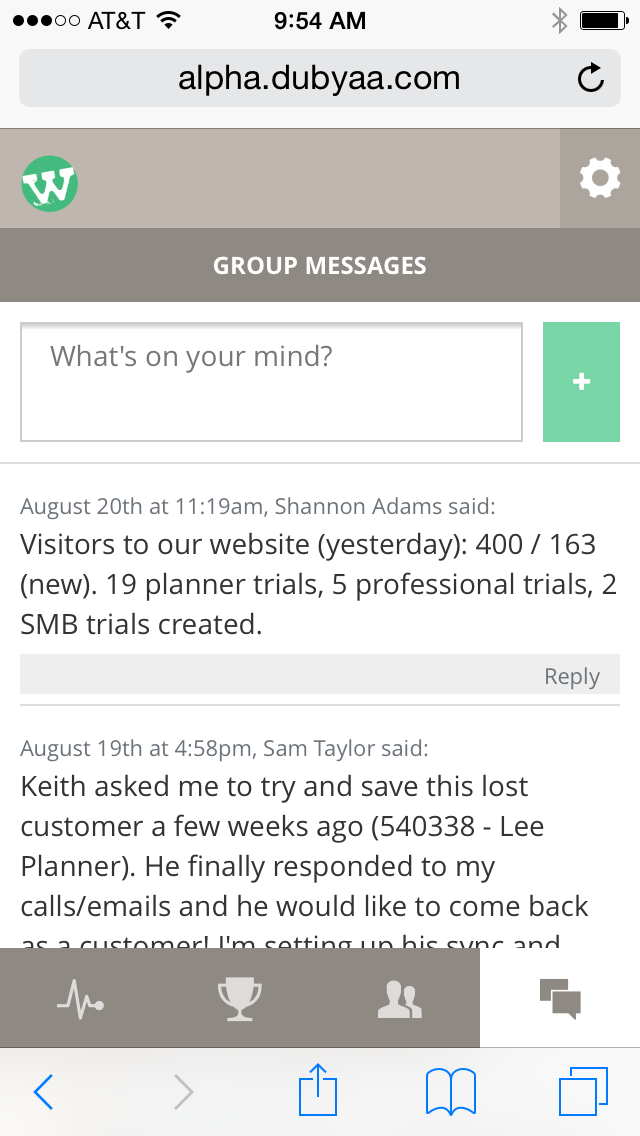 AT&T 9:54 AM
alpha.dubyaa.com
W
GROUP MESSAGES
What's on your mind?
+
August 20th at 11:19am, Shannon Adams said:
Visitors to our website (yesterday): 400 / 163
(new). 19 planner trials, 5 professional trials, 2
SMB trials created.
Reply
August 19th at 4:58pm, Sam Taylor said:
Keith asked me to try and save this lost
customer a few weeks ago (540338 - Lee
Planner). He finally responded to my
calls/emails and he would like to come back
as a customer! I'm setting up his sync and